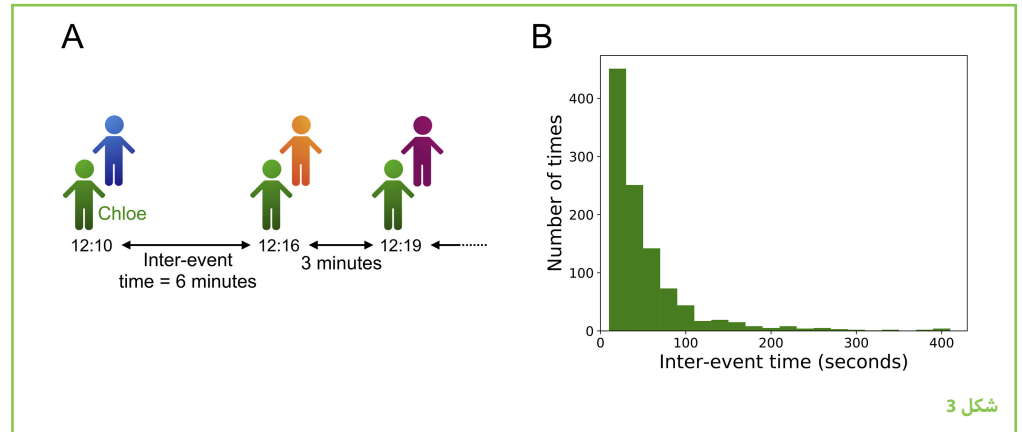 A
Chloe
12:10
12:16
12:19
Inter-event
time = 6 minutes
3 minutes
B
Number of times
400
300
200
100
0
0
100
200
300
400
Inter-event time (seconds)
شكل 3